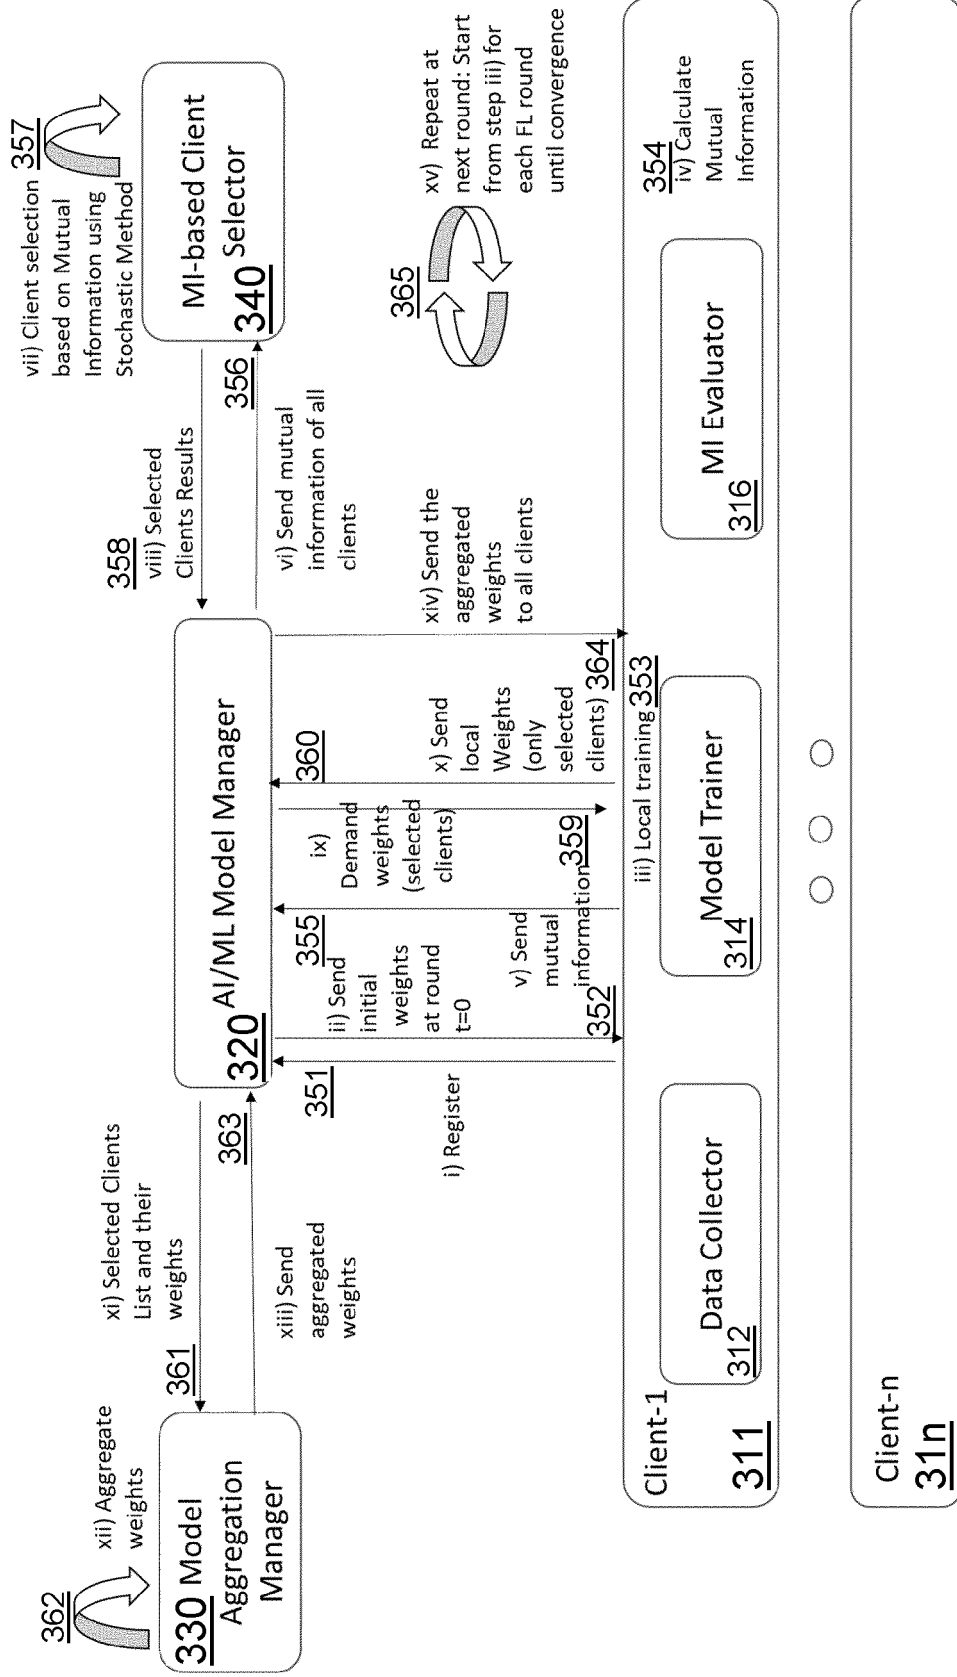 362
xii) Aggregate
weights
330 Model
Aggregation
Manager
361
xi) Selected Clients
List and their
weights
363
xiii) Send
aggregated
weights
320 AI/ML Model Manager
358
viii) Selected
Clients Results
356
vi) Send mutual
information of all
clients
vii) Client selection
based on Mutual
Information using
Stochastic Method
357
MI-based Client
340 Selector
351
i) Register
ii) Send
initial
weights
at round
t=0
352
355
v) Send
mutual
information
ix)
Demand
weights
(selected
clients)
359
360
x) Send
local
Weights
(only
selected
clients)
364
xiv) Send the
aggregated
weights
to all clients
365
xv) Repeat at
next round: Start
from step iii) for
each FL round
until convergence
Client-1
311
Data Collector
312
iii) Local training
353
Model Trainer
314
MI Evaluator
316
354
iv) Calculate
Mutual
Information
Client-n
31n